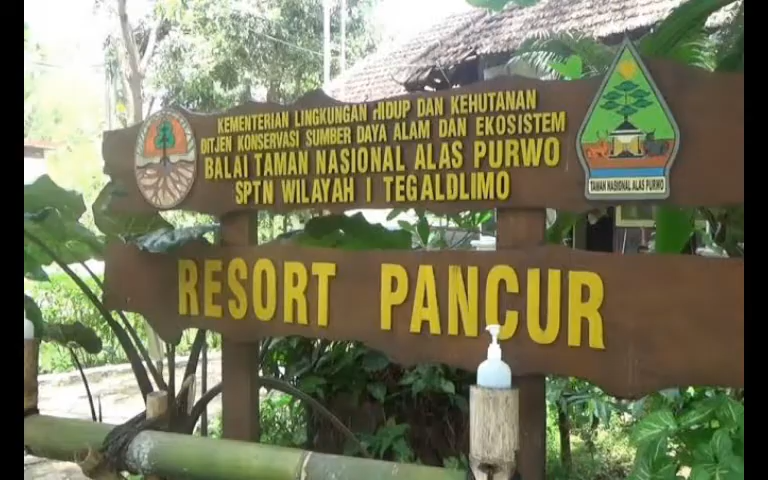 KEMENTERIAN LINGKUNGAN HIDUP DAN KEHUTANAN
DITJEN KONSERVASI SUMBER DAYA ALAM DAN EKOSISTEM
BALAI TAMAN NASIONAL ALAS PURWO
SPTN WILAYAH I TEGALDLIMO
TAMAN NASIONAL ALAS PURWO
RESORT PANCUR